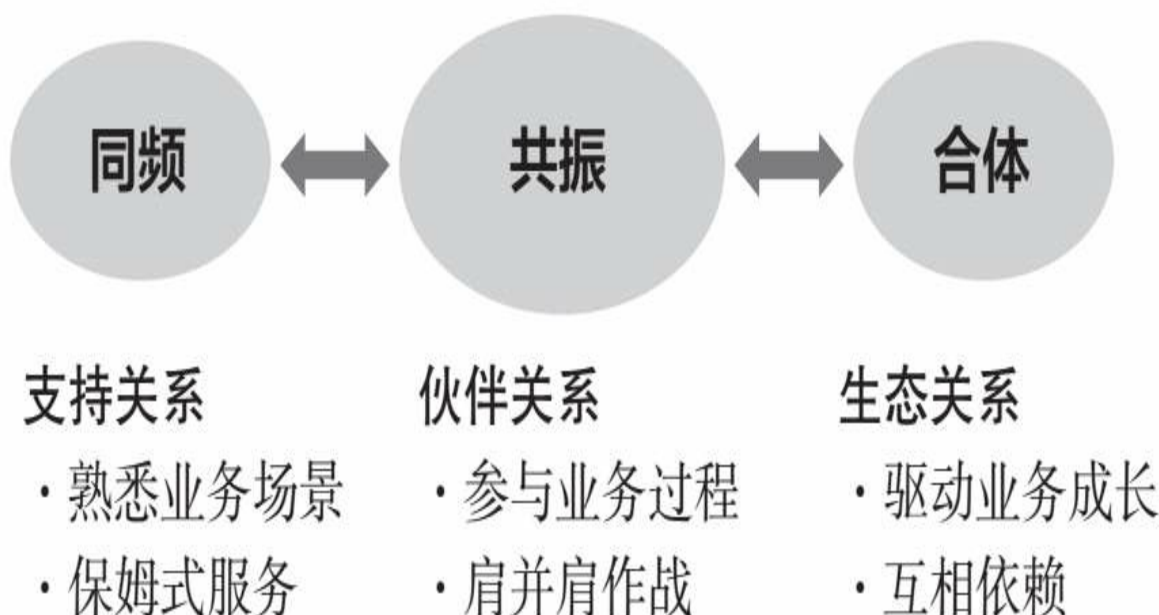 同频
共振
合体
支持关系
·熟悉业务场景
·保姆式服务
伙伴关系
·参与业务过程
·肩并肩作战
生态关系
·驱动业务成长
·互相依赖